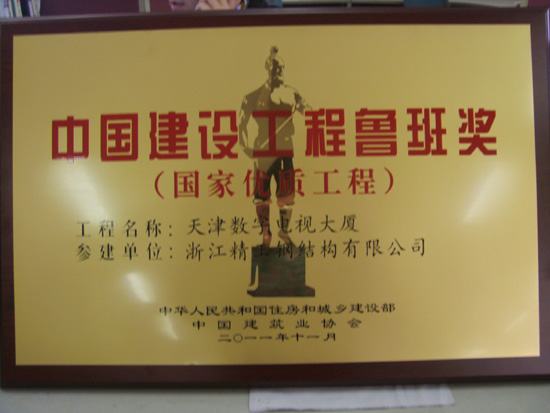 中国建设工程鲁班奖
（国家优质工程）
工程名称：天津数字电视大厦
参建单位：浙江精工钢结构有限公司
中华人民共和国住房和城乡建设部
中国建筑业协会
二〇一一年十一月